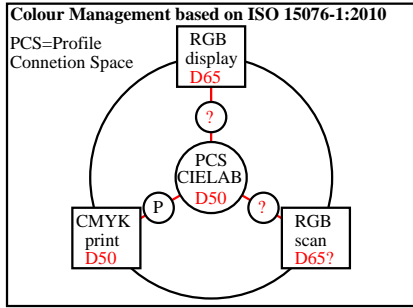 Colour Management based on ISO 15076-1:2010
PCS=Profile
Connetion Space
RGB
display
D65
?
PCS
CIELAB
D50
P
?
CMYK
print
D50
RGB
scan
D65?